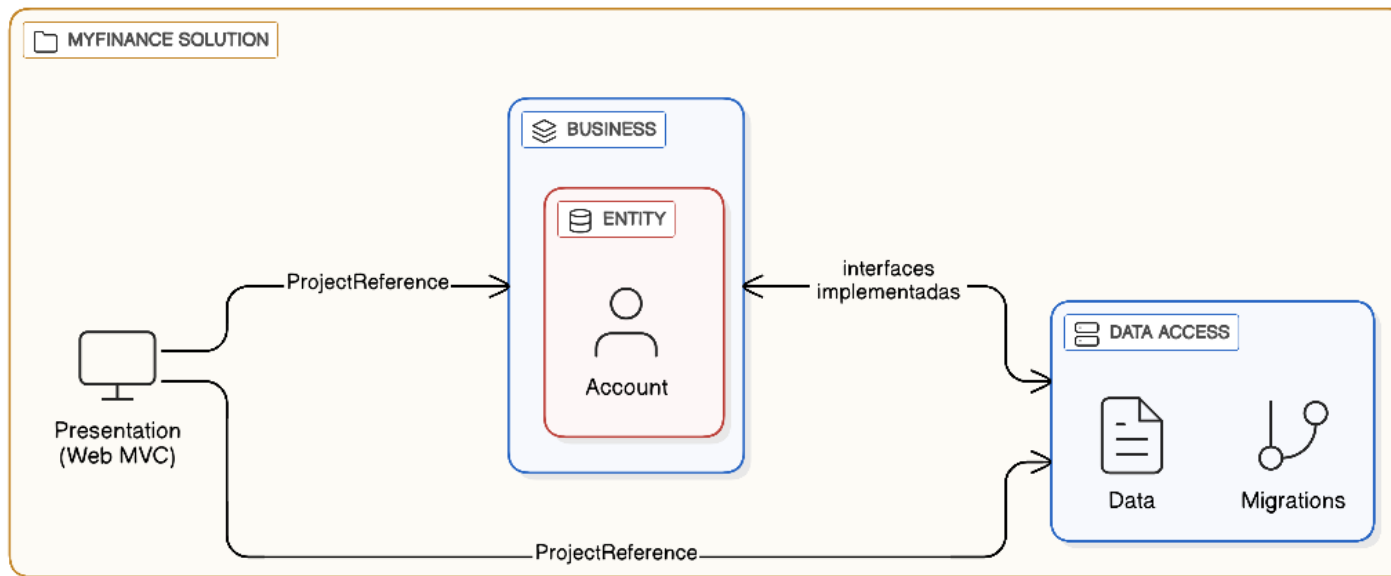 MYFINANCE SOLUTION
BUSINESS
ENTITY
Account
ProjectReference
interfaces
implementadas
Presentation
(Web MVC)
DATA ACCESS
Data
Migrations
ProjectReference